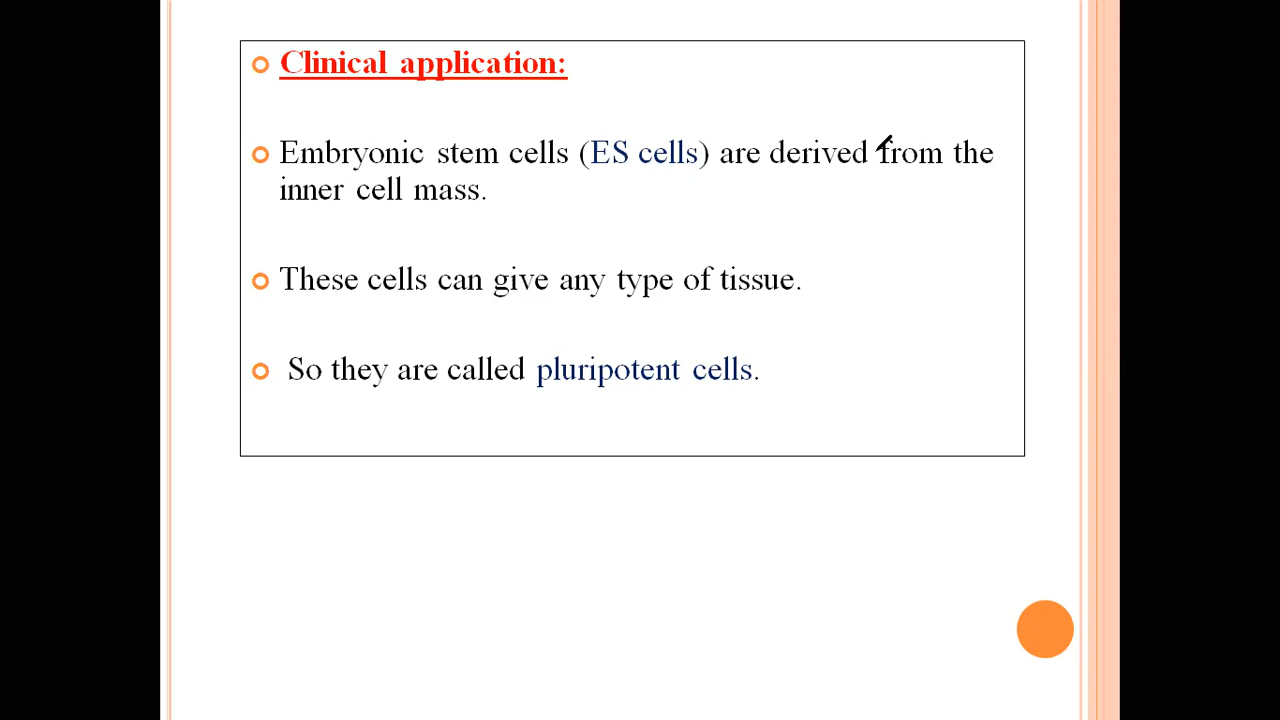 Clinical application:
Embryonic stem cells (ES cells) are derived from the
inner cell mass.
These cells can give any type of tissue.
So they are called pluripotent cells.